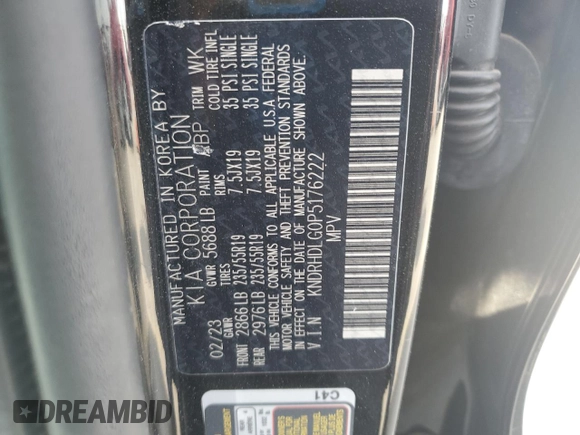 MANUFACTURED IN KOREA BY
KIA CORPORATION
GVWR 5688 LB PAINT ABP TRIM WK
02/23 GAWR TIRES RIMS COLD TIRE INFL
FRONT 2866LB 235/55R19 7.5JX19 35 PSI SINGLE
REAR 2976LB 235/55R19 7.5JX19 35 PSI SINGLE
THIS VEHICLE CONFORMS TO ALL APPLICABLE U.S.A FEDERAL
MOTOR VEHICLE SAFETY AND THEFT PREVENTION STANDARDS
IN EFFECT ON THE DATE OF MANUFACTURE SHOWN ABOVE.
V.I.N KNDRHDLG0P5176222
MPV
C41
DREAMBID